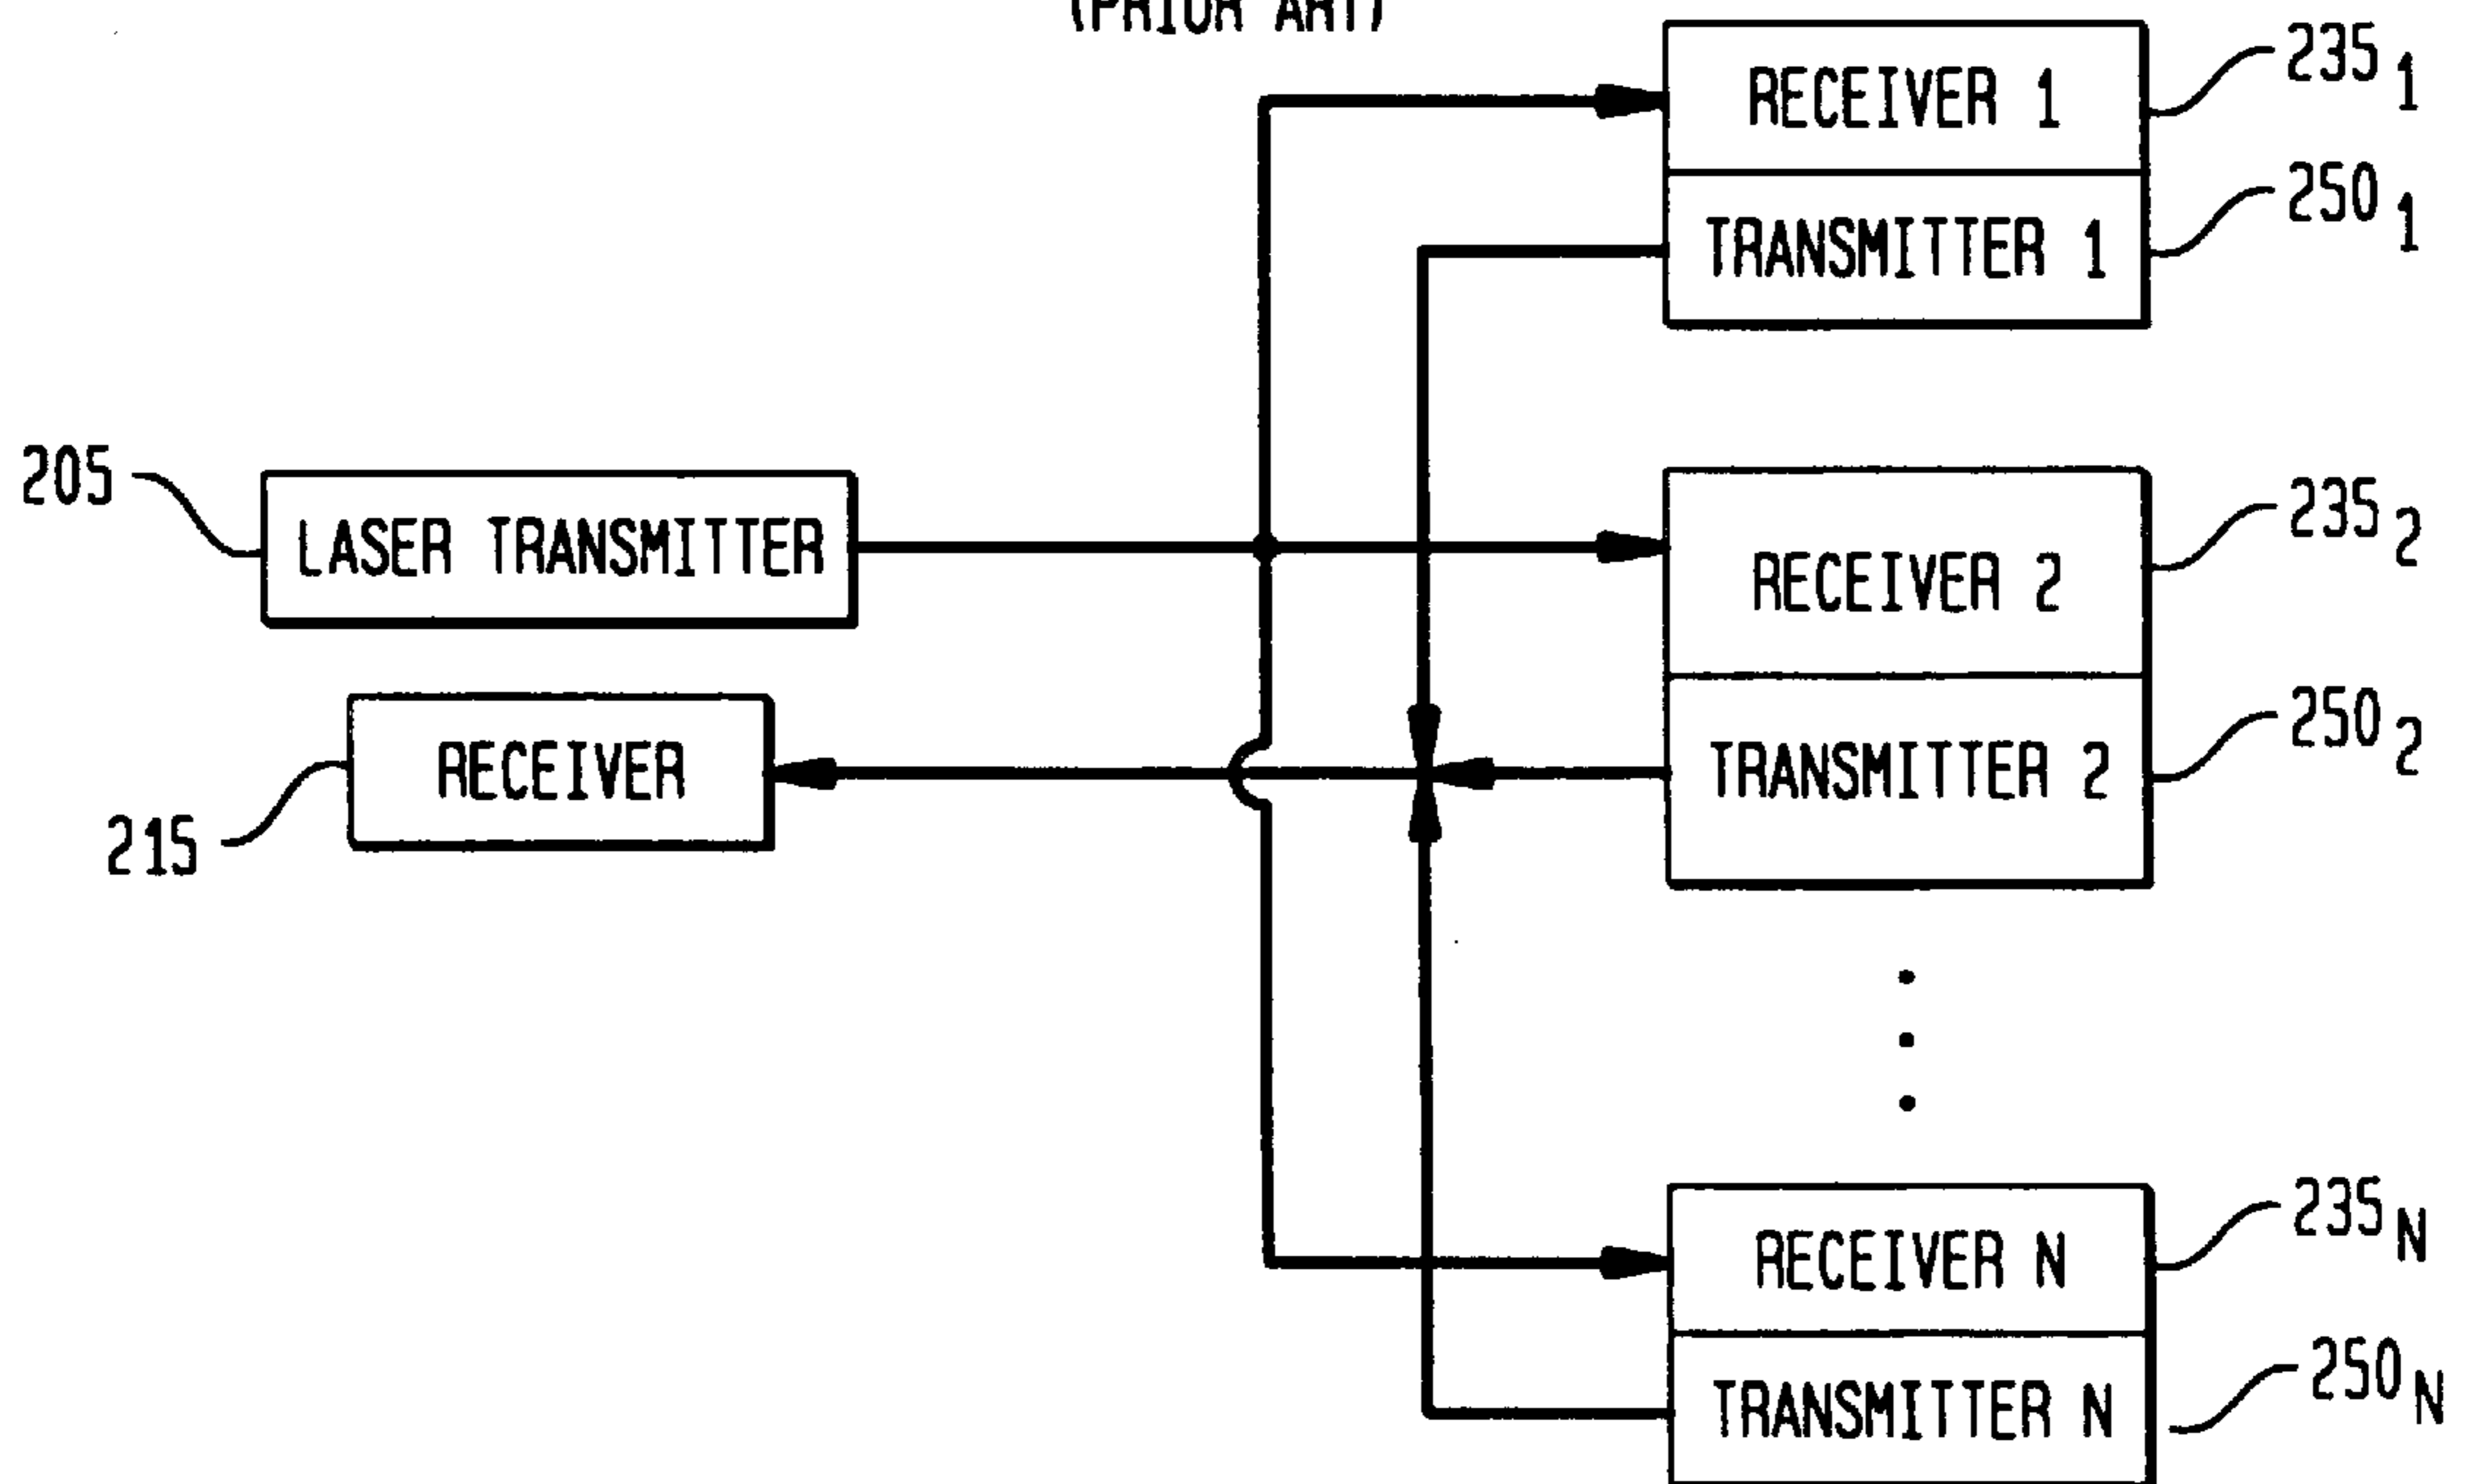 (PRIOR ART)
RECEIVER 1
235 1
TRANSMITTER 1
250 1
205
LASER TRANSMITTER
RECEIVER 2
235 2
RECEIVER
215
TRANSMITTER 2
250 2
RECEIVER N
235 N
TRANSMITTER N
250 N